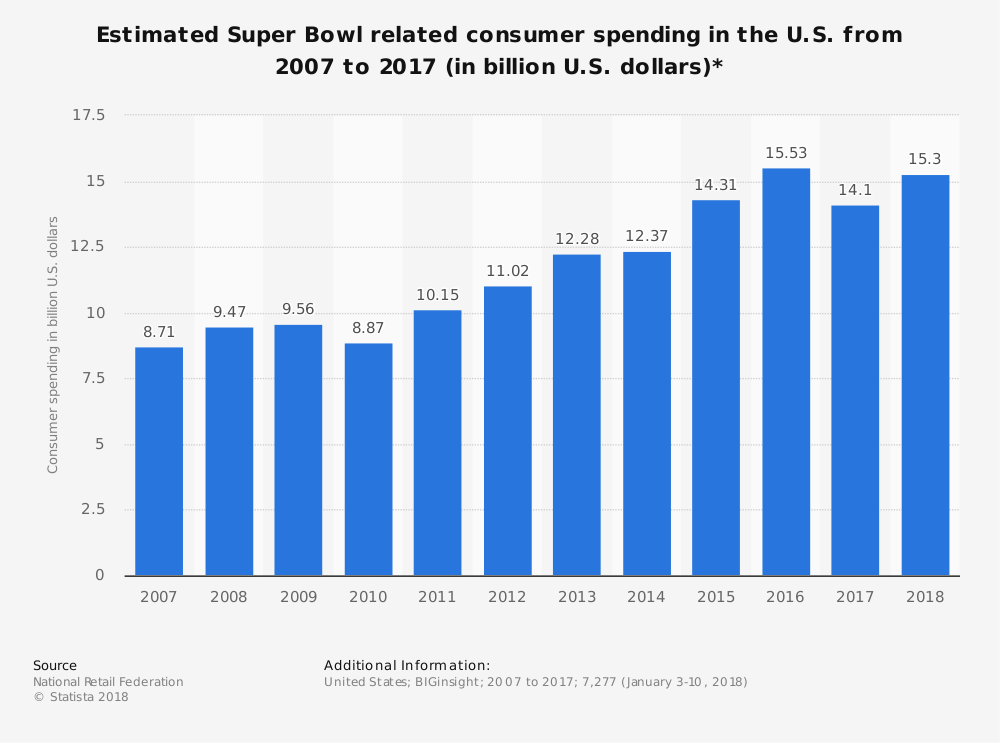 Estimated Super Bowl related consumer spending in the U.S. from
2007 to 2017 (in billion U.S. dollars)*
Consumer spending in billion U.S. dollars
17.5
15
12.5
10
7.5
5
2.5
0
8.71
9.47
9.56
8.87
10.15
11.02
12.28
12.37
14.31
15.53
14.1
15.3
2007 2008 2009 2010 2011 2012 2013 2014 2015 2016 2017 2018
Source
National Retail Federation
© Statista 2018
Additional Information:
United States; BIGinsight; 2007 to 2017; 7,277 (January 3-10, 2018)